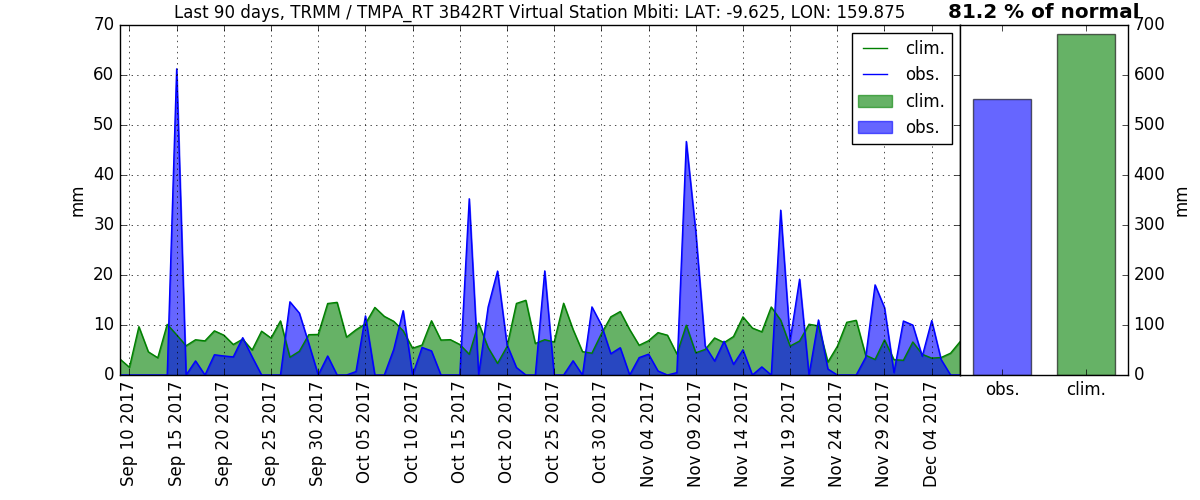 Last 90 days, TRMM / TMPA_RT 3B42RT Virtual Station Mbiti: LAT: -9.625, LON: 159.875
81.2 % of normal
70
60
50
40
30
20
10
0
mm
clim.
obs.
clim.
obs.
Sep 10 2017
Sep 15 2017
Sep 20 2017
Sep 25 2017
Sep 30 2017
Oct 05 2017
Oct 10 2017
Oct 15 2017
Oct 20 2017
Oct 25 2017
Oct 30 2017
Nov 04 2017
Nov 09 2017
Nov 14 2017
Nov 19 2017
Nov 24 2017
Nov 29 2017
Dec 04 2017
700
600
500
400
300
200
100
0
mm
obs.
clim.